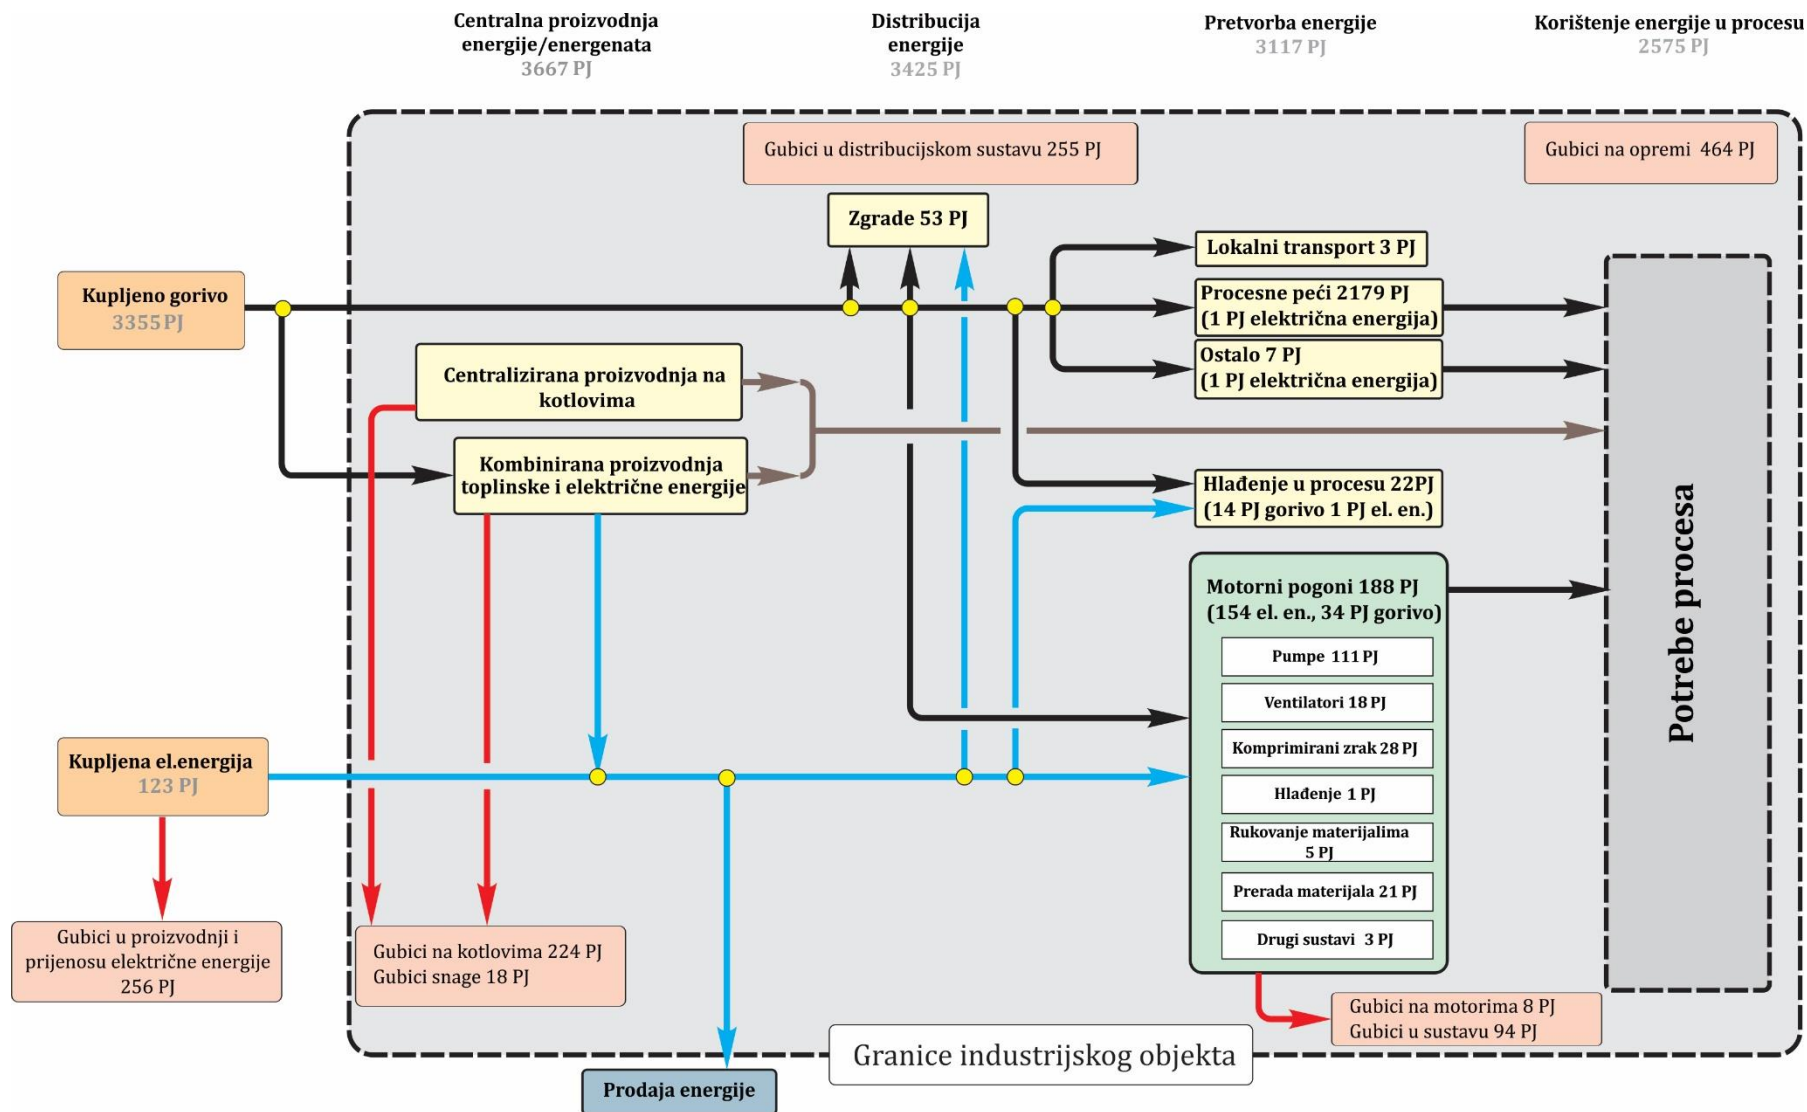 Centralna proizvodnja
energije/energenata
3667 PJ
Distribucija
energije
3425 PJ
Pretvorba energije
3117 PJ
Korištenje energije u procesu
2575 PJ
Gubici u distribucijskom sustavu 255 PJ
Gubici na opremi 464 PJ
Zgrade 53 PJ
Lokalni transport 3 PJ
Kupljeno gorivo
3355 PJ
Procesne peći 2179 PJ
(1 PJ električna energija)
Ostalo 7 PJ
(1 PJ električna energija)
Centralizirana proizvodnja na
kotlovima
Kombinirana proizvodnja
toplinske i električne energije
Hlađenje u procesu 22PJ
(14 PJ gorivo 1 PJ el. en.)
Potrebe procesa
Motorni pogoni 188 PJ
(154 el. en., 34 PJ gorivo)
Pumpe 111 PJ
Ventilatori 18 PJ
Komprimirani zrak 28 PJ
Hlađenje 1 PJ
Rukovanje materijalima
5 PJ
Prerada materijala 21 PJ
Drugi sustavi 3 PJ
Kupljena el.energija
123 PJ
Gubici u proizvodnji i
prijenosu električne energije
256 PJ
Gubici na kotlovima 224 PJ
Gubici snage 18 PJ
Gubici na motorima 8 PJ
Gubici u sustavu 94 PJ
Granice industrijskog objekta
Prodaja energije